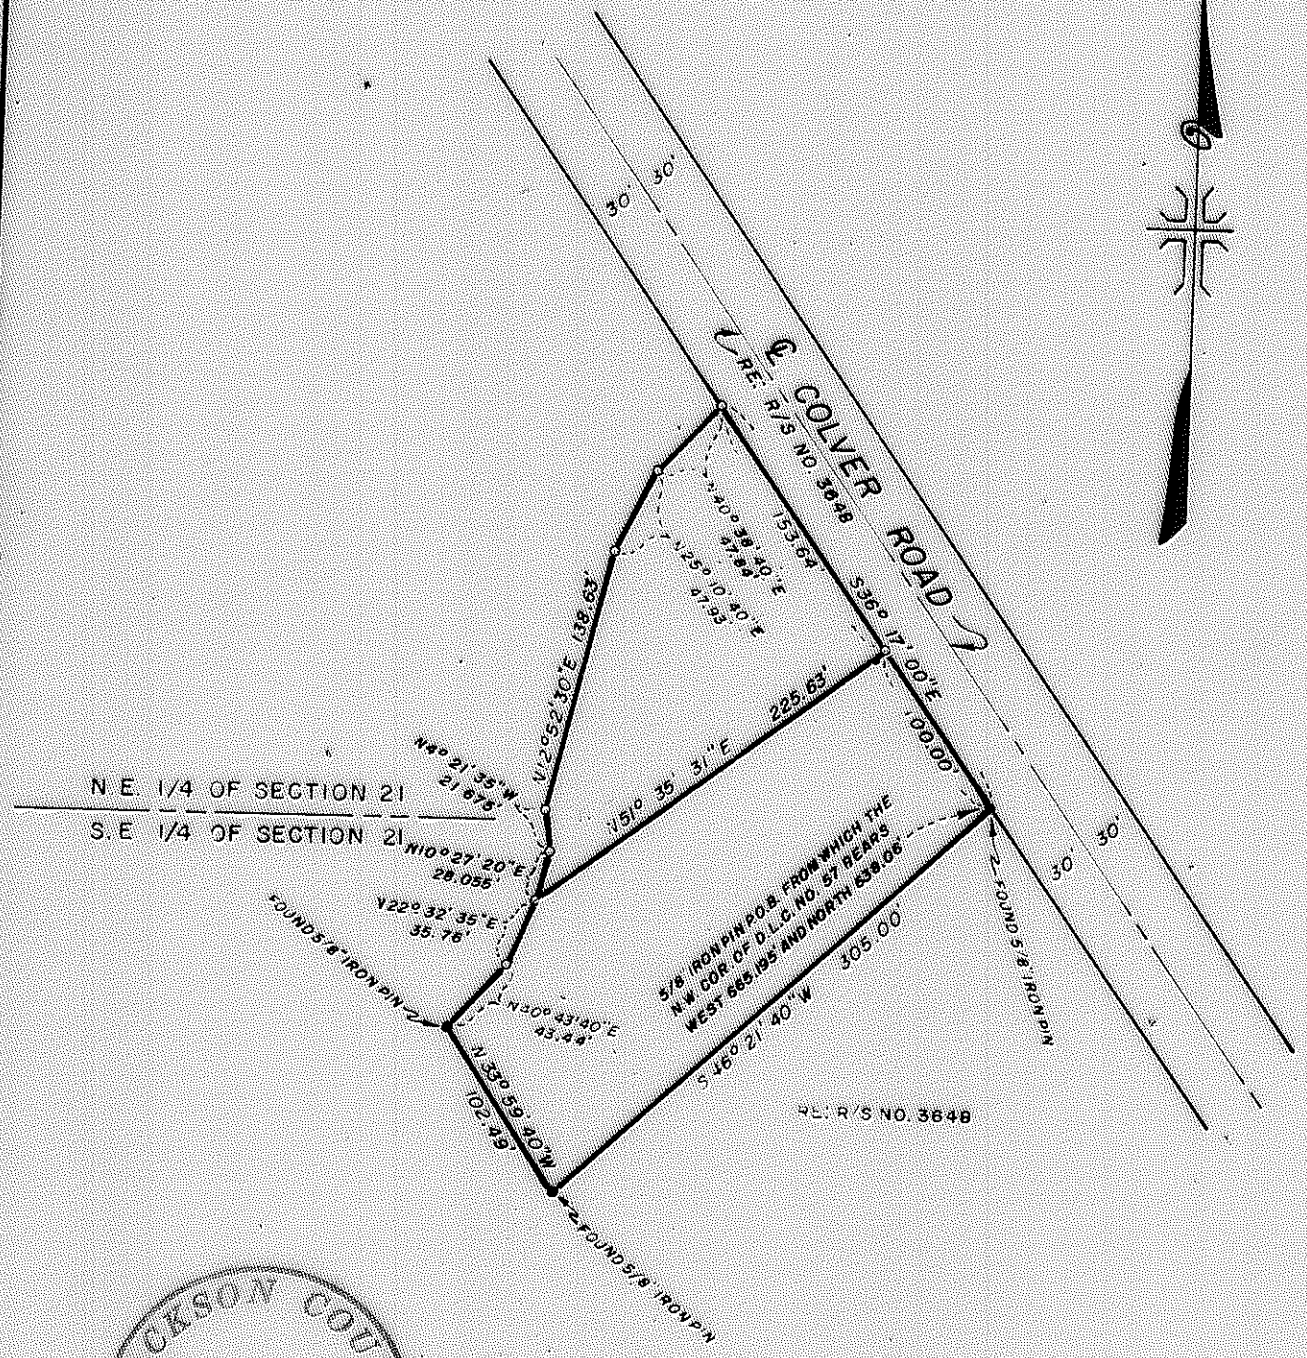 30'
30'
℄ COLVER ROAD
RE: R/S NO. 3648
N40° 38' 40"E
47.84'
N25° 10' 40"E
47.93'
153.64'
S36° 17' 00"E
100.00'
N12° 52' 30"E 138.63'
N51° 35' 31" E 225.63'
N4° 21' 35"W
21.675'
N.E. 1/4 OF SECTION 21
S.E. 1/4 OF SECTION 21
N10° 27' 20"E
28.055'
N22° 32' 35"E
35.76'
FOUND 5/8" IRON PIN
43' 40"E
43.44'
N 33° 59' 40"W
102.49'
5/8 IRON PIN P.O.B. FROM WHICH THE
N.W. COR OF D.L.C. NO. 57 BEARS
WEST 665.195' AND NORTH 638.06'
305.00'
S 46° 21' 40"W
30'
30'
FOUND 5/8" IRON PIN
RE: R/S NO. 3648
FOUND 5/8" IRON PIN
CKSON COU